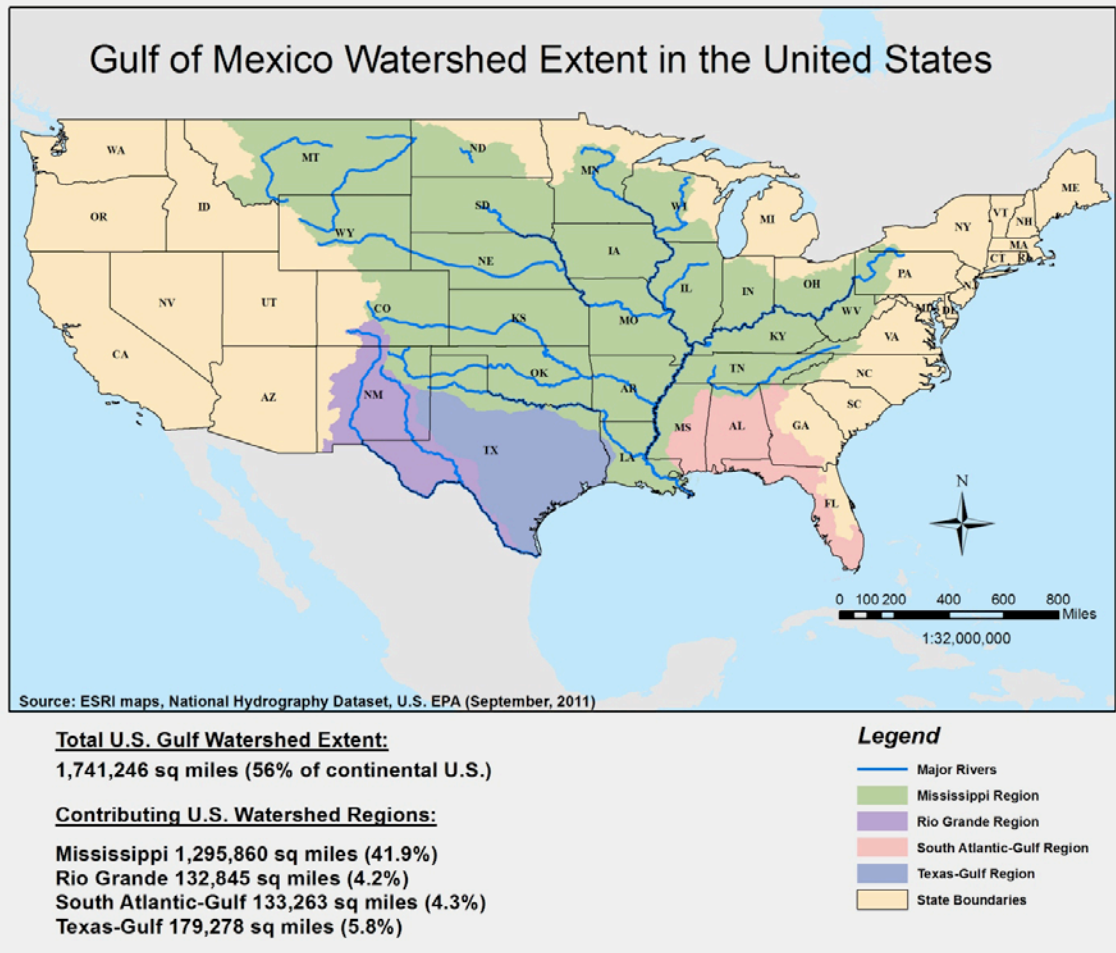 Gulf of Mexico Watershed Extent in the United States
WA
MT
ND
MN
ME
OR
ID
SD
WI
MI
NY
VT
NH
WY
MA
CT
RI
IA
NE
PA
NV
UT
IL
IN
OH
NJ
CO
MD
DE
KS
MO
WV
VA
CA
KY
OK
TN
NC
AZ
NM
AR
SC
MS
AL
GA
TX
LA
FL
N
0 100 200 400 600 800
Miles
1:32,000,000
Source: ESRI maps, National Hydrography Dataset, U.S. EPA (September, 2011)
Total U.S. Gulf Watershed Extent:
1,741,246 sq miles (56% of continental U.S.)
Contributing U.S. Watershed Regions:
Mississippi 1,295,860 sq miles (41.9%)
Rio Grande 132,845 sq miles (4.2%)
South Atlantic-Gulf 133,263 sq miles (4.3%)
Texas-Gulf 179,278 sq miles (5.8%)
Legend
Major Rivers
Mississippi Region
Rio Grande Region
South Atlantic-Gulf Region
Texas-Gulf Region
State Boundaries